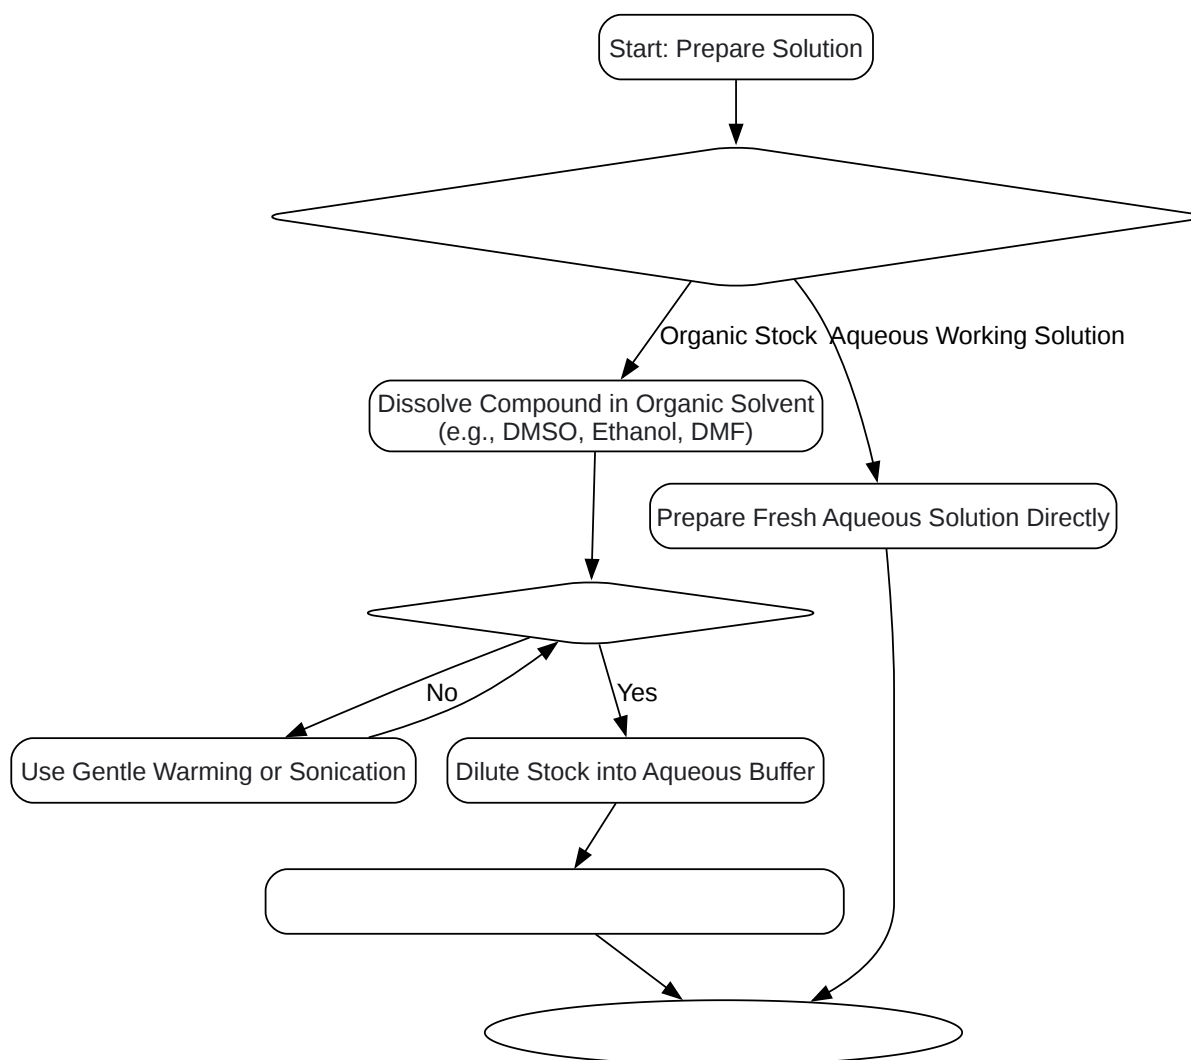 Start: Prepare Solution
Organic Stock
Aqueous Working Solution
Dissolve Compound in Organic Solvent
(e.g., DMSO, Ethanol, DMF)
Prepare Fresh Aqueous Solution Directly
No
Yes
Use Gentle Warming or Sonication
Dilute Stock into Aqueous Buffer